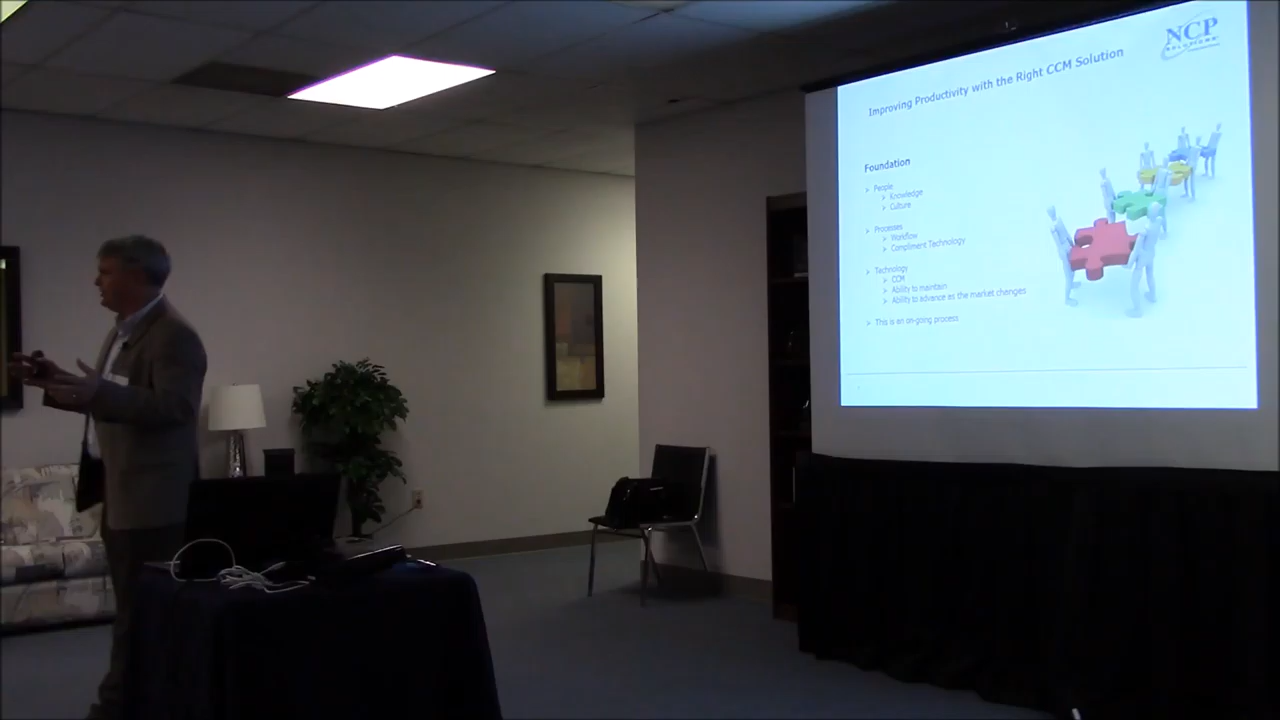 NCP
SOLUTIONS
Improving Productivity with the Right CCM Solution
Foundation
> People
> Knowledge
> Culture
> Processes
> Workflow
> Compliment Technology
> Technology
> CCM
> Ability to maintain
> Ability to advance as the market changes
> This is an on-going process